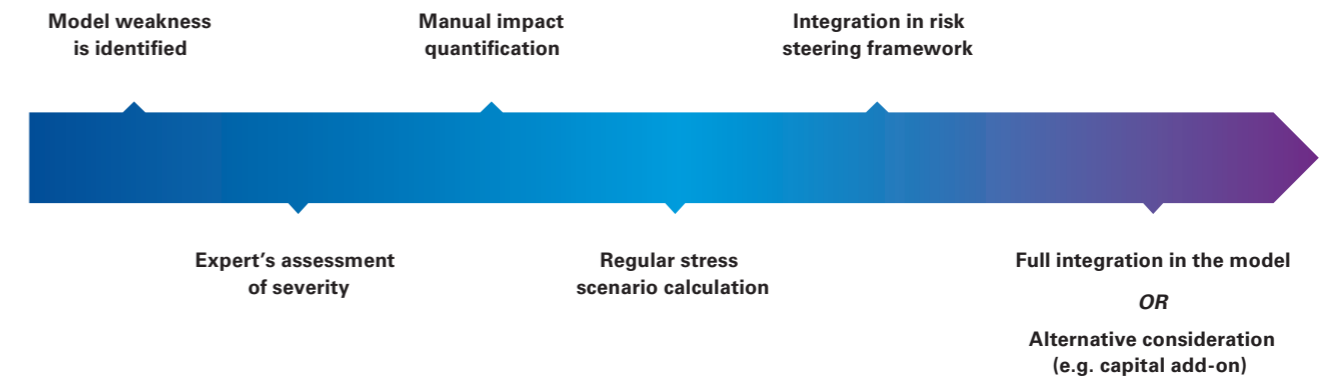 Model weakness
is identified
Manual impact
quantification
Integration in risk
steering framework
Expert’s assessment
of severity
Regular stress
scenario calculation
Full integration in the model
OR
Alternative consideration
(e.g. capital add-on)